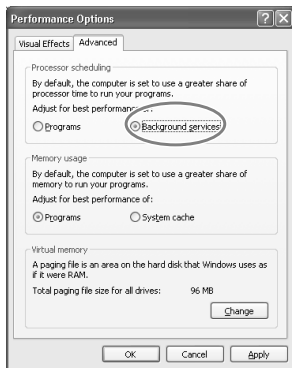 Performance Options
Visual Effects
Advanced
Processor scheduling
By default, the computer is set to use a greater share of
processor time to run your programs.
Adjust for best performance of:
Programs
Background services
Memory usage
By default, the computer is set to use a greater share of
memory to run your programs.
Adjust for best performance of:
Programs
System cache
Virtual memory
A paging file is an area on the hard disk that Windows uses as
if it were RAM.
Total paging file size for all drives:
96 MB
Change
OK
Cancel
Apply